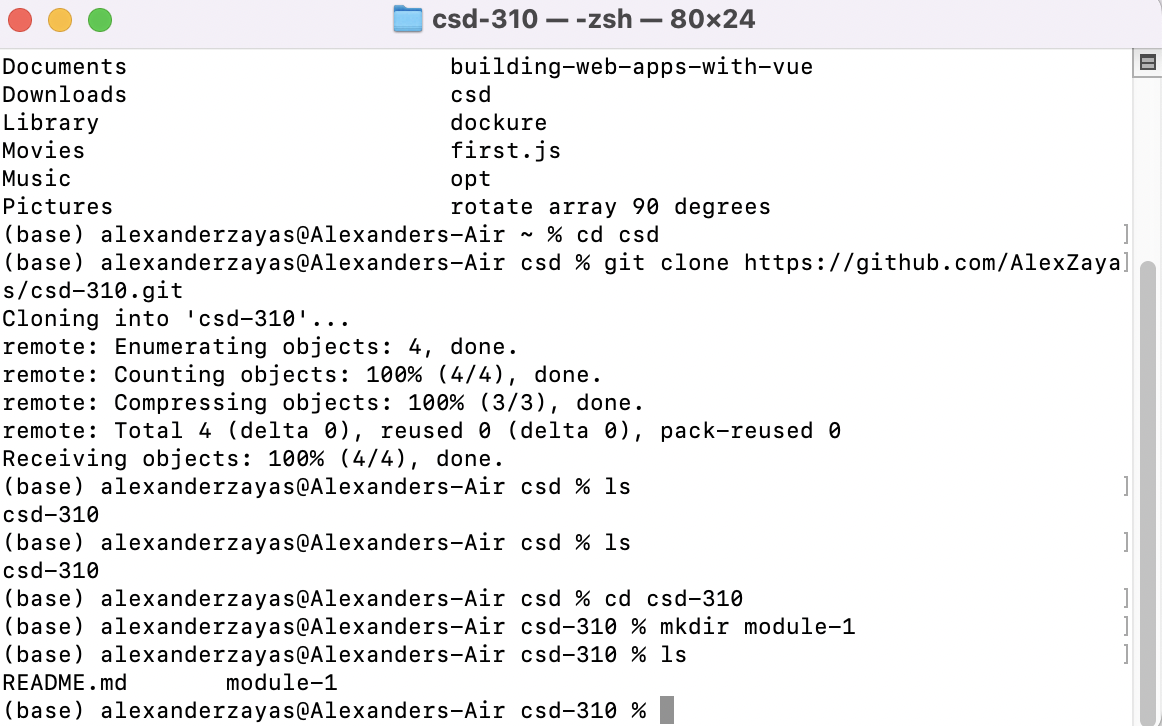 csd-310 — -zsh — 80×24
Documents building-web-apps-with-vue
Downloads csd
Library dockure
Movies first.js
Music opt
Pictures rotate array 90 degrees
(base) alexanderzayas@Alexanders-Air ~ % cd csd
(base) alexanderzayas@Alexanders-Air csd % git clone https://github.com/AlexZaya
s/csd-310.git
Cloning into 'csd-310'...
remote: Enumerating objects: 4, done.
remote: Counting objects: 100% (4/4), done.
remote: Compressing objects: 100% (3/3), done.
remote: Total 4 (delta 0), reused 0 (delta 0), pack-reused 0
Receiving objects: 100% (4/4), done.
(base) alexanderzayas@Alexanders-Air csd % ls
csd-310
(base) alexanderzayas@Alexanders-Air csd % ls
csd-310
(base) alexanderzayas@Alexanders-Air csd % cd csd-310
(base) alexanderzayas@Alexanders-Air csd-310 % mkdir module-1
(base) alexanderzayas@Alexanders-Air csd-310 % ls
README.md module-1
(base) alexanderzayas@Alexanders-Air csd-310 %